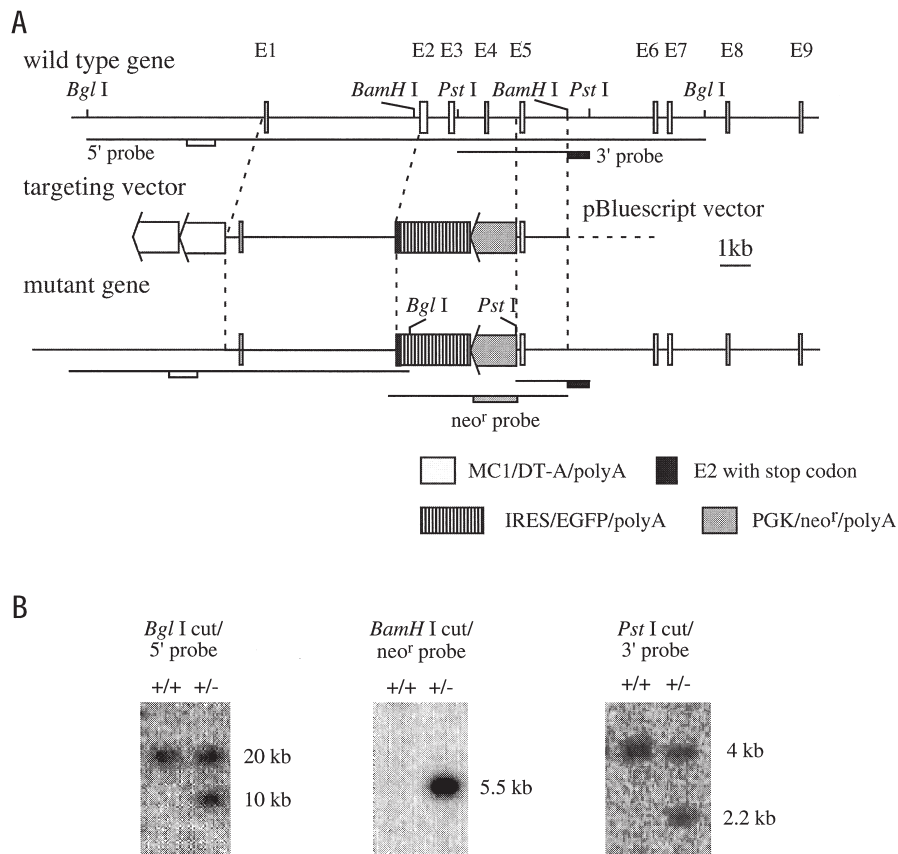 A
wild type gene
E1
E2 E3 E4 E5
E6 E7 E8 E9
Bgl I
BamH I
Pst I
BamH I
Pst I
Bgl I
5' probe
3' probe
targeting vector
pBluescript vector
1kb
mutant gene
Bgl I
Pst I
neoʳ probe
MC1/DT-A/polyA
E2 with stop codon
IRES/EGFP/polyA
PGK/neoʳ/polyA
B
Bgl I cut/
5' probe
+/+ +/-
20 kb
10 kb
BamH I cut/
neoʳ probe
+/+ +/-
5.5 kb
Pst I cut/
3' probe
+/+ +/-
4 kb
2.2 kb